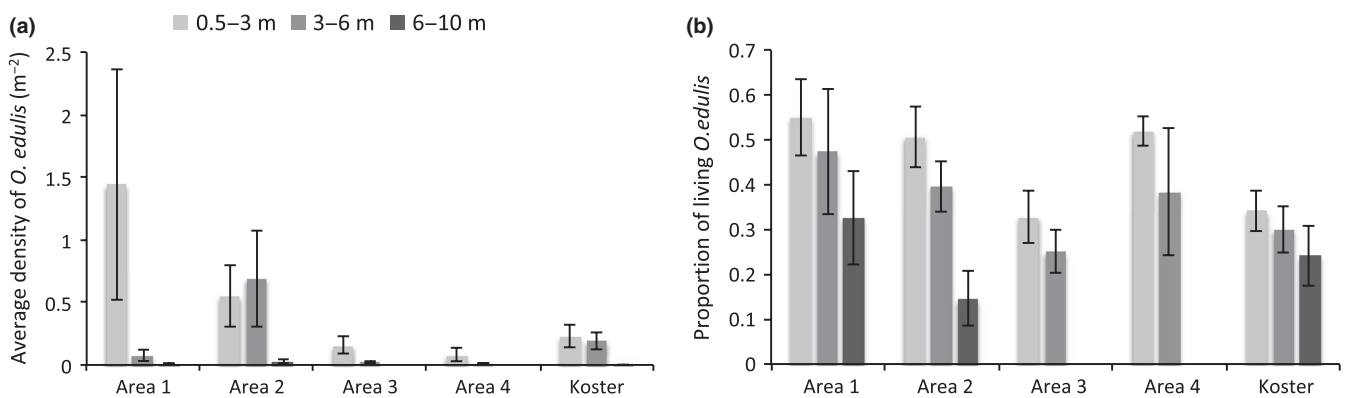 (a)
0.5–3 m 3–6 m 6–10 m
Average density of O. edulis (m⁻²)
2.5
2
1.5
1
0.5
0
Area 1 Area 2 Area 3 Area 4 Koster
(b)
Proportion of living O.edulis
0.7
0.6
0.5
0.4
0.3
0.2
0.1
0
Area 1 Area 2 Area 3 Area 4 Koster